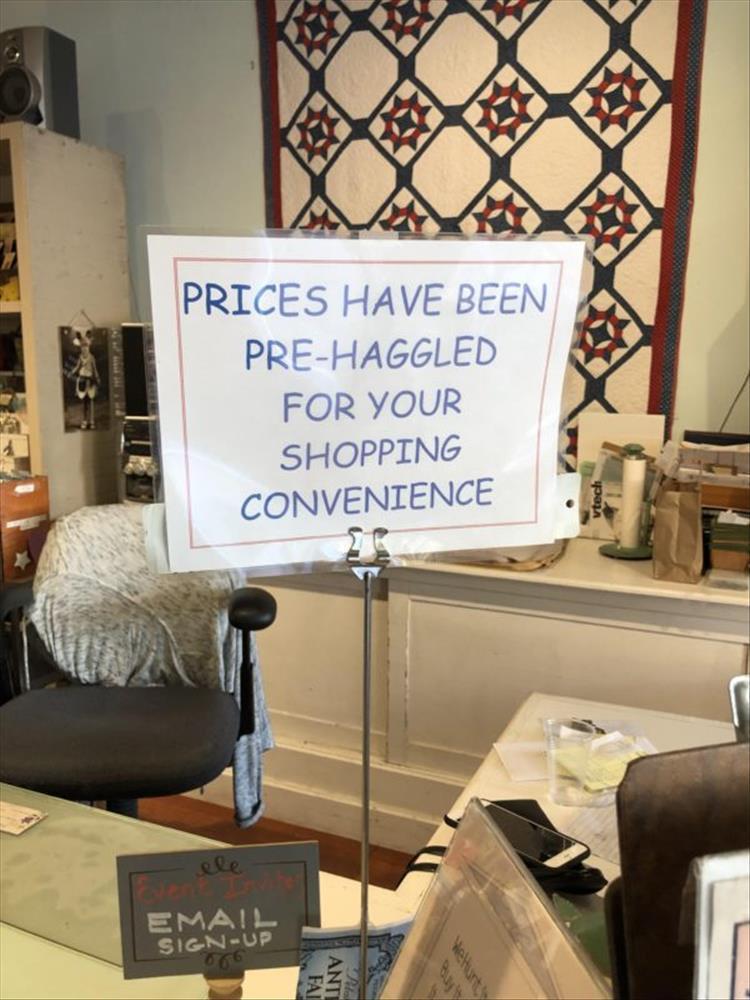 PRICES HAVE BEEN
PRE-HAGGLED
FOR YOUR
SHOPPING
CONVENIENCE
vtech
Event Invite
EMAIL
SIGN-UP